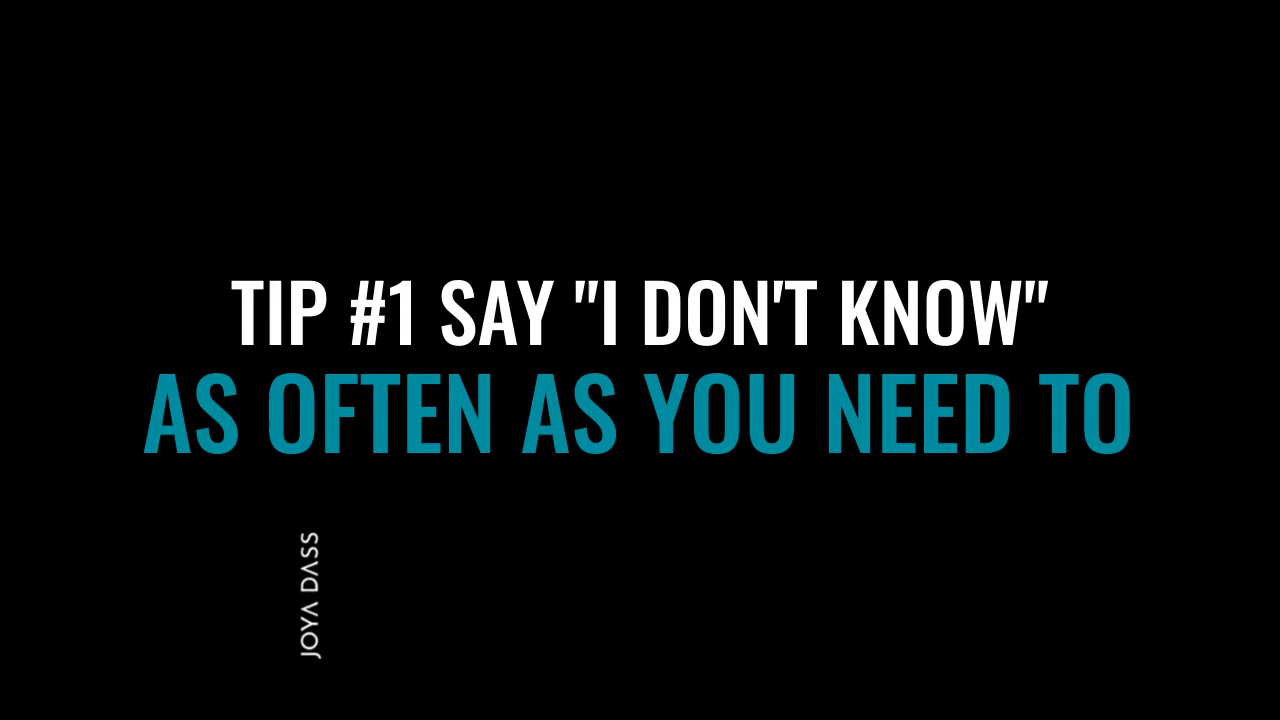 TIP #1 SAY "I DON'T KNOW"
AS OFTEN AS YOU NEED TO
JOYA DASS